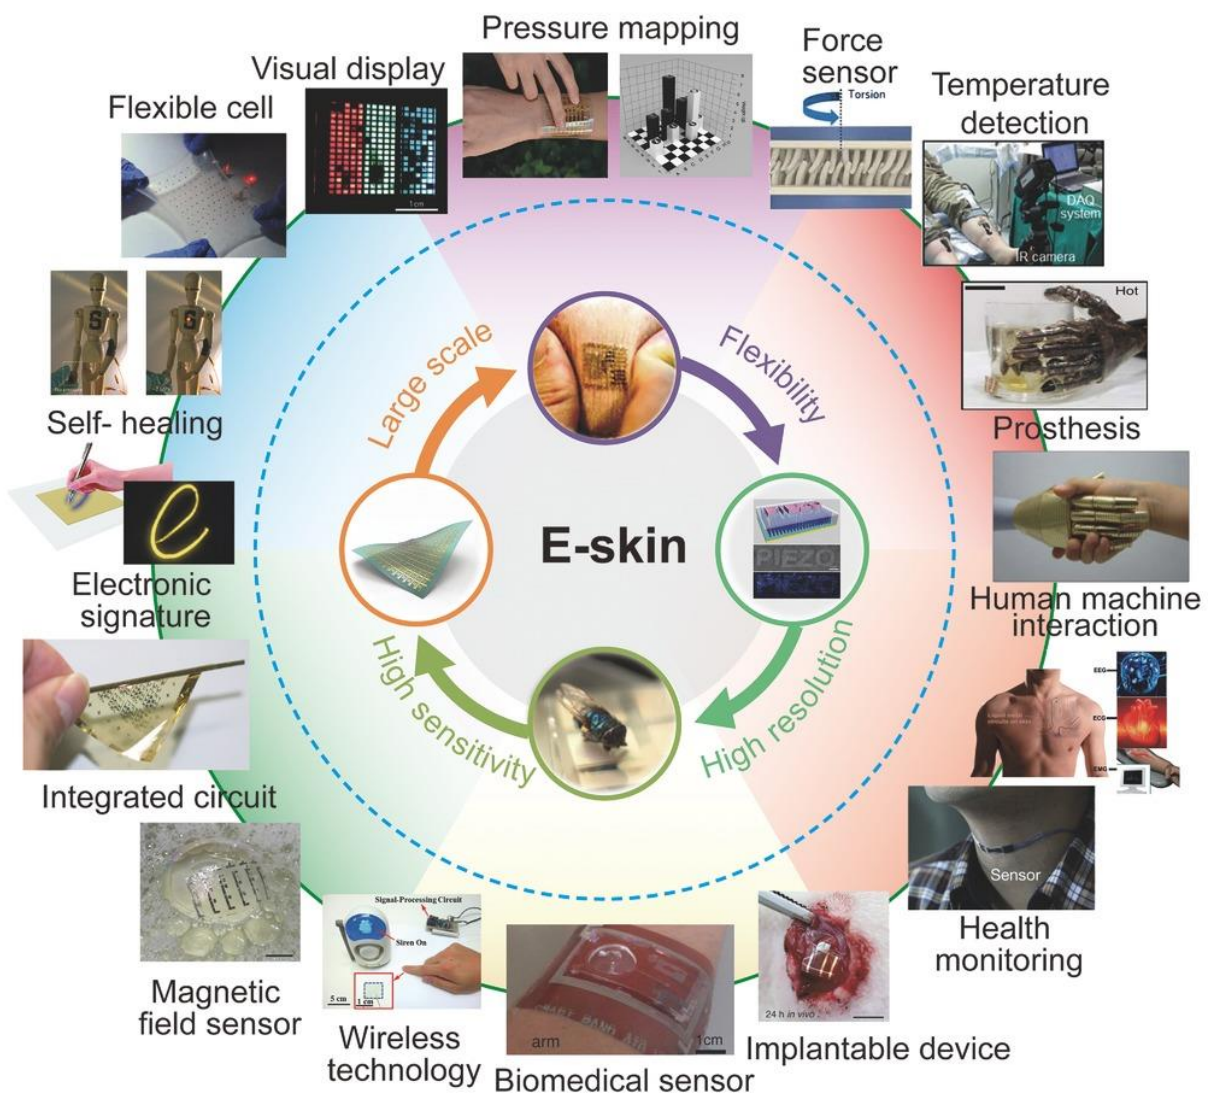 Pressure mapping
Force
sensor
Torsion
Visual display
Flexible cell
1cm
Temperature
detection
DAQ
system
IR camera
Hot
Prosthesis
Self- healing
Large scale
Flexibility
E-skin
PIEZO
High sensitivity
High resolution
Electronic
signature
Human machine
interaction
Integrated circuit
EEG
ECG
EMG
Sensor
Health
monitoring
Magnetic
field sensor
Signal-Processing Circuit
Siren On
5 cm
1 cm
Wireless
technology
arm
1cm
Biomedical sensor
24 h in vivo
Implantable device